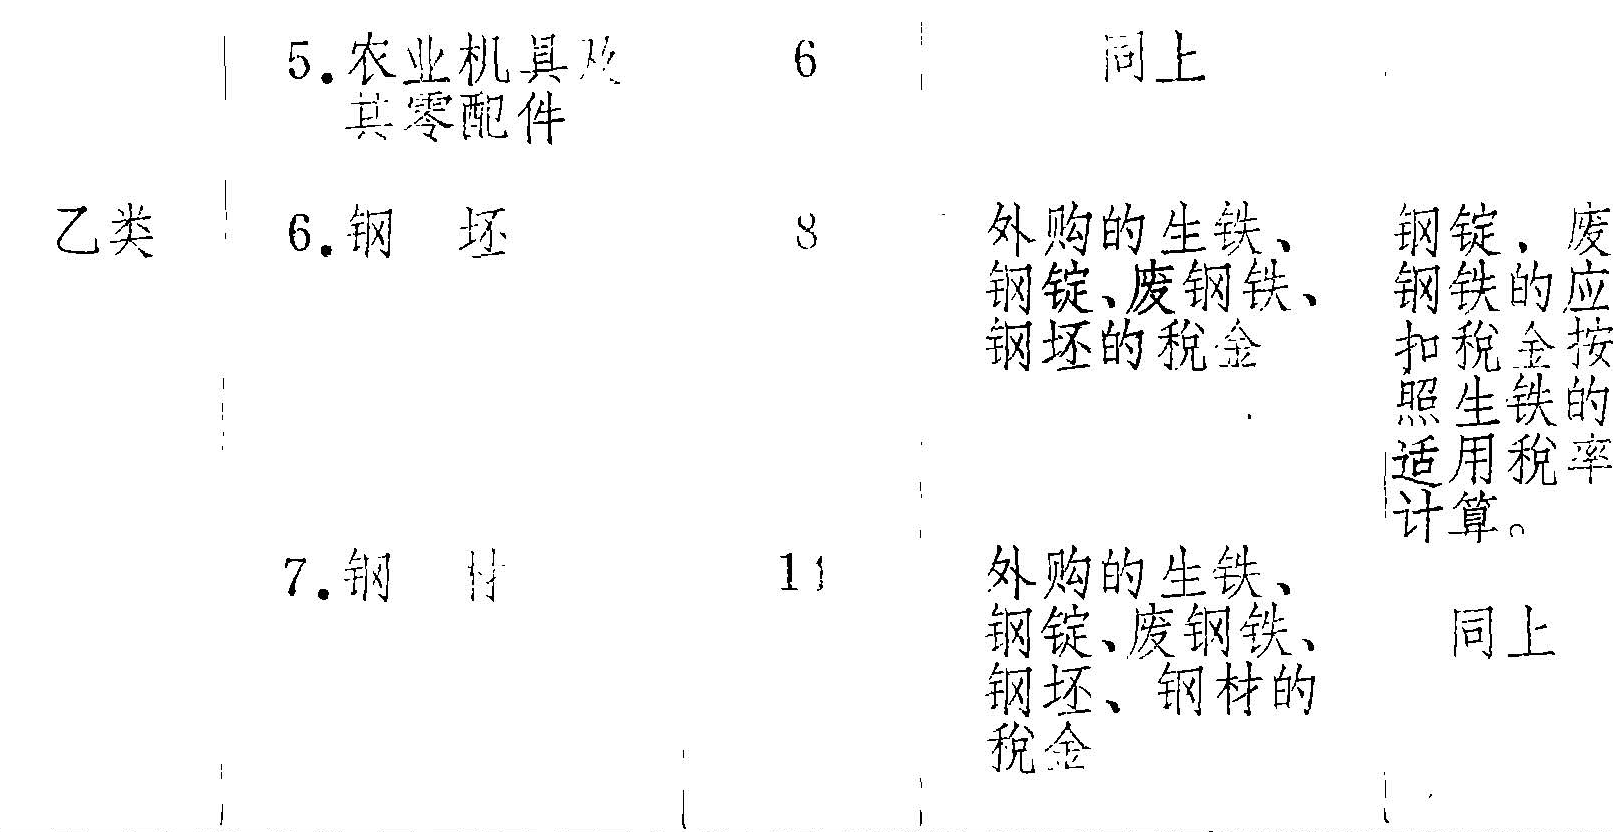 5.农业机具及
其零配件
6
同上
乙类
6.钢 坯
8
外购的生铁、
钢锭、废钢铁、
钢坯的税金
钢锭、废
钢铁的应
扣税金按
照生铁的
适用税率
计算。
7.钢 材
11
外购的生铁、
钢锭、废钢铁、
钢坯、钢材的
税金
同上